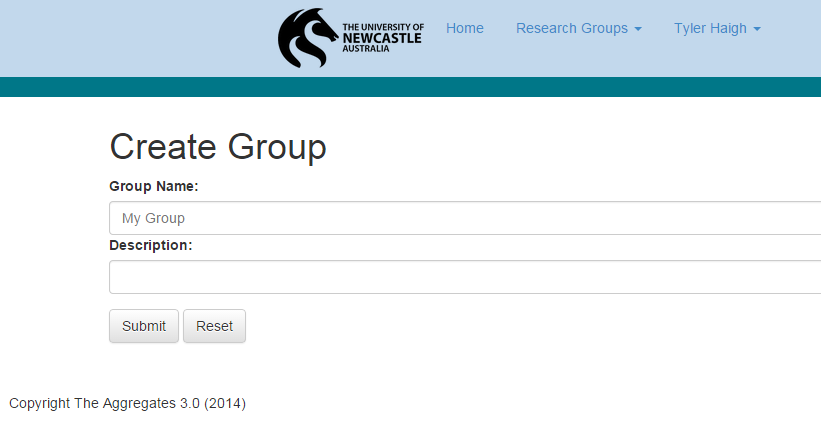 THE UNIVERSITY OF
NEWCASTLE
AUSTRALIA
Home
Research Groups
Tyler Haigh
Create Group
Group Name:
My Group
Description:
Submit
Reset
Copyright The Aggregates 3.0 (2014)